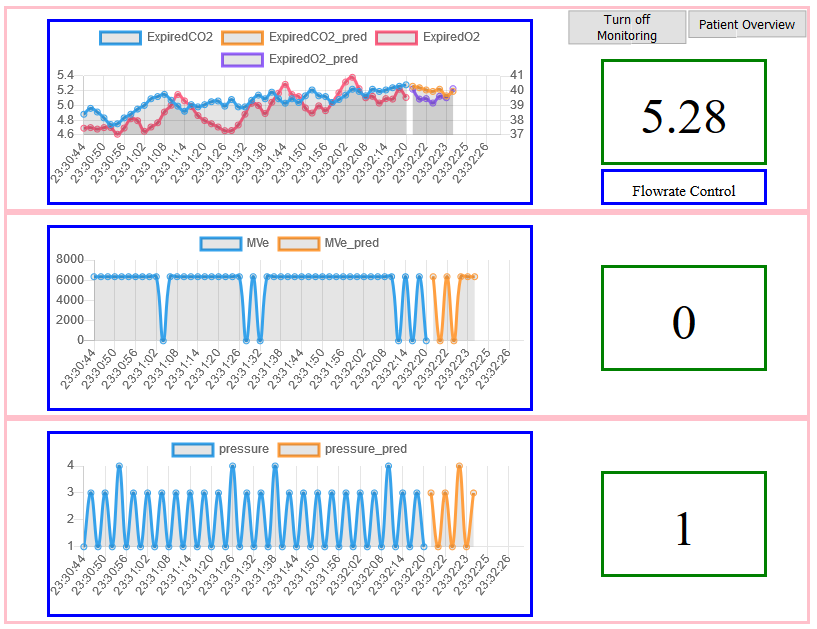 ExpiredCO2 ExpiredCO2_pred ExpiredO2
ExpiredO2_pred
5.4
5.2
5.0
4.8
4.6
41
40
39
38
37
23:30:44 23:30:50 23:30:56 23:31:02 23:31:08 23:31:14 23:31:20 23:31:26 23:31:32 23:31:38 23:31:44 23:31:50 23:31:56 23:32:02 23:32:08 23:32:14 23:32:20 23:32:22 23:32:23 23:32:25 23:32:26
Turn off
Monitoring
Patient Overview
5.28
Flowrate Control
MVe MVe_pred
8000
6000
4000
2000
0
23:30:44 23:30:50 23:30:56 23:31:02 23:31:08 23:31:14 23:31:20 23:31:26 23:31:32 23:31:38 23:31:44 23:31:50 23:31:56 23:32:02 23:32:08 23:32:14 23:32:20 23:32:22 23:32:23 23:32:25 23:32:26
0
pressure pressure_pred
4
3
2
1
23:30:44 23:30:50 23:30:56 23:31:02 23:31:08 23:31:14 23:31:20 23:31:26 23:31:32 23:31:38 23:31:44 23:31:50 23:31:56 23:32:02 23:32:08 23:32:14 23:32:20 23:32:22 23:32:23 23:32:25 23:32:26
1